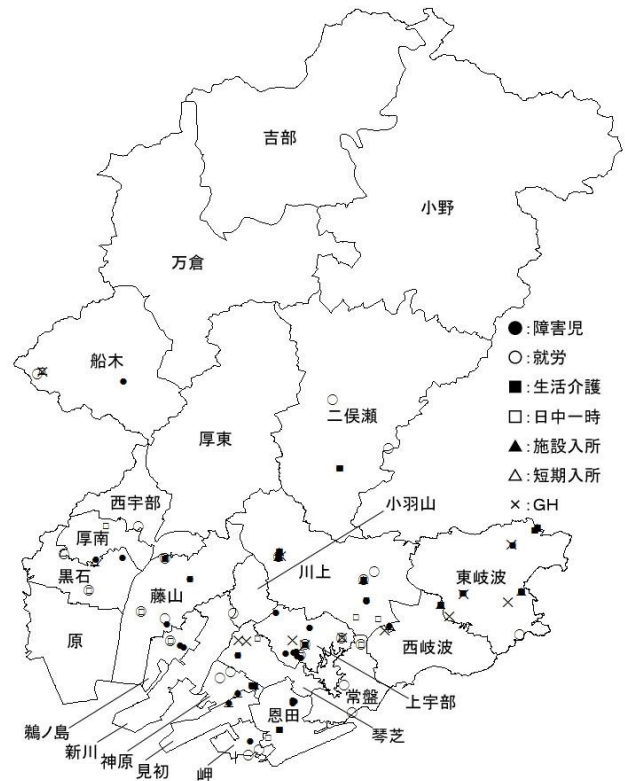 吉部
小野
万倉
船木
厚東
二俣瀬
●:障害児
○:就労
■:生活介護
□:日中一時
▲:施設入所
△:短期入所
×:GH
西宇部
小羽山
厚南
黒石
藤山
川上
東岐波
原
西岐波
鵜ノ島
新川
神原
見初
岬
恩田
常盤
琴芝
上宇部